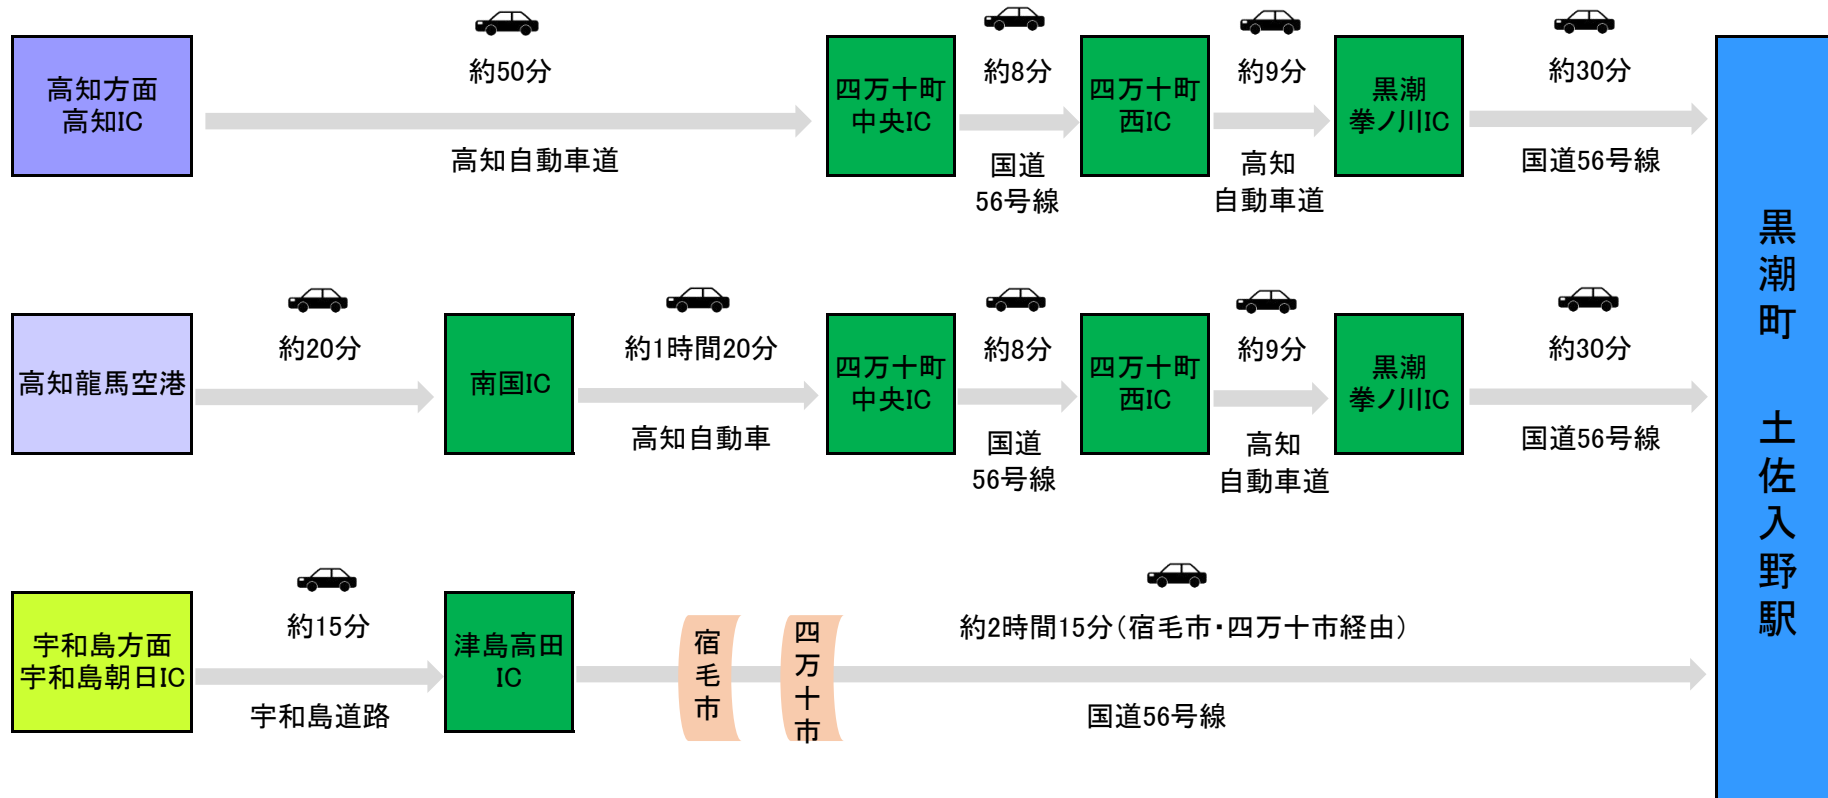 高知方面
高知IC
約50分
高知自動車道
四万十町
中央IC
約8分
国道
56号線
四万十町
西IC
約9分
高知
自動車道
黒潮
拳ノ川IC
約30分
国道56号線
高知龍馬空港
約20分
南国IC
約1時間20分
高知自動車
四万十町
中央IC
約8分
国道
56号線
四万十町
西IC
約9分
高知
自動車道
黒潮
拳ノ川IC
約30分
国道56号線
宇和島方面
宇和島朝日IC
約15分
宇和島道路
津島高田
IC
宿毛市
四万十市
約2時間15分(宿毛市・四万十市経由)
国道56号線
黒潮町 土佐入野駅